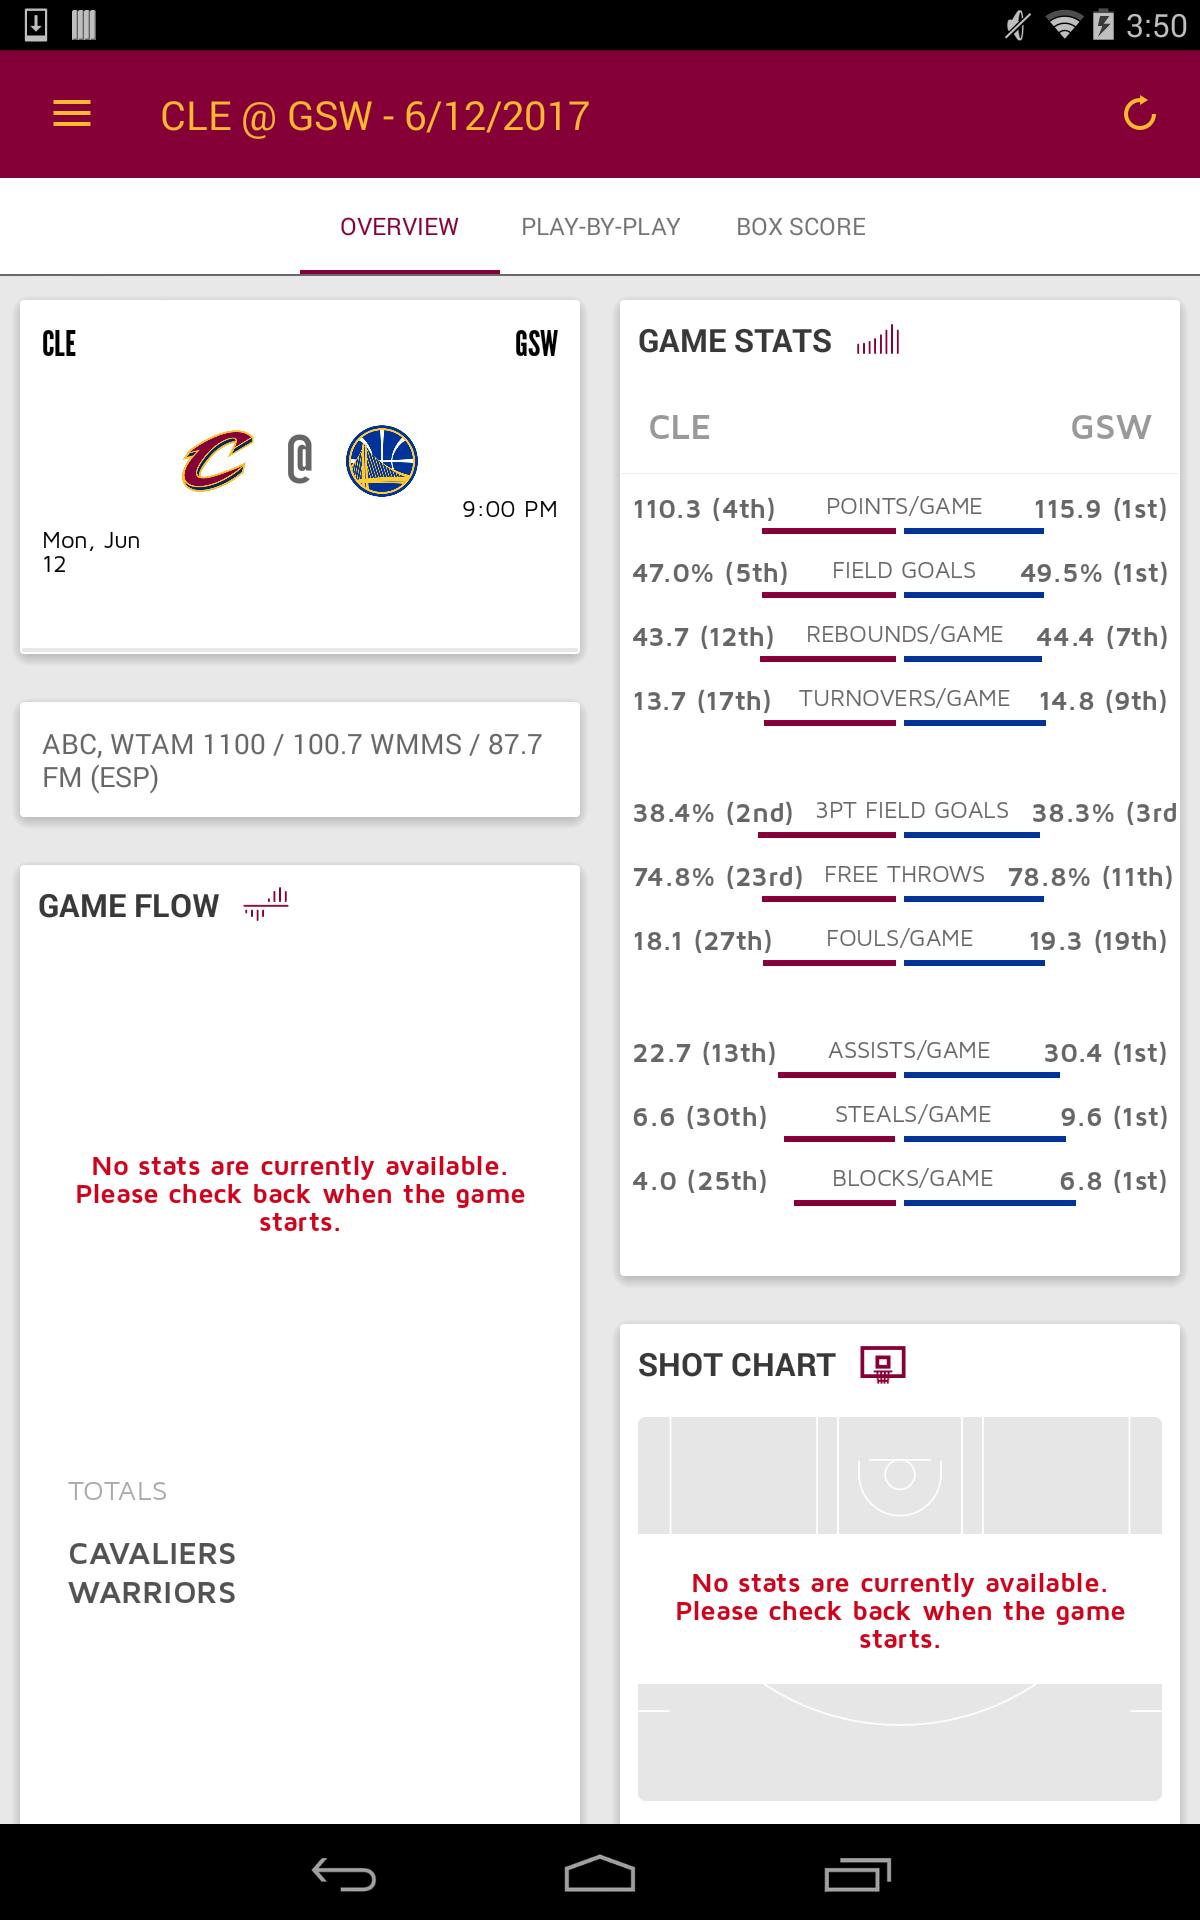 3:50
CLE @ GSW - 6/12/2017
OVERVIEW PLAY-BY-PLAY BOX SCORE
CLE GSW
@
9:00 PM
Mon, Jun
12
ABC, WTAM 1100 / 100.7 WMMS / 87.7
FM (ESP)
GAME FLOW
No stats are currently available.
Please check back when the game
starts.
TOTALS
CAVALIERS
WARRIORS
GAME STATS
CLE GSW
110.3 (4th) POINTS/GAME 115.9 (1st)
47.0% (5th) FIELD GOALS 49.5% (1st)
43.7 (12th) REBOUNDS/GAME 44.4 (7th)
13.7 (17th) TURNOVERS/GAME 14.8 (9th)
38.4% (2nd) 3PT FIELD GOALS 38.3% (3rd
74.8% (23rd) FREE THROWS 78.8% (11th)
18.1 (27th) FOULS/GAME 19.3 (19th)
22.7 (13th) ASSISTS/GAME 30.4 (1st)
6.6 (30th) STEALS/GAME 9.6 (1st)
4.0 (25th) BLOCKS/GAME 6.8 (1st)
SHOT CHART
No stats are currently available.
Please check back when the game
starts.